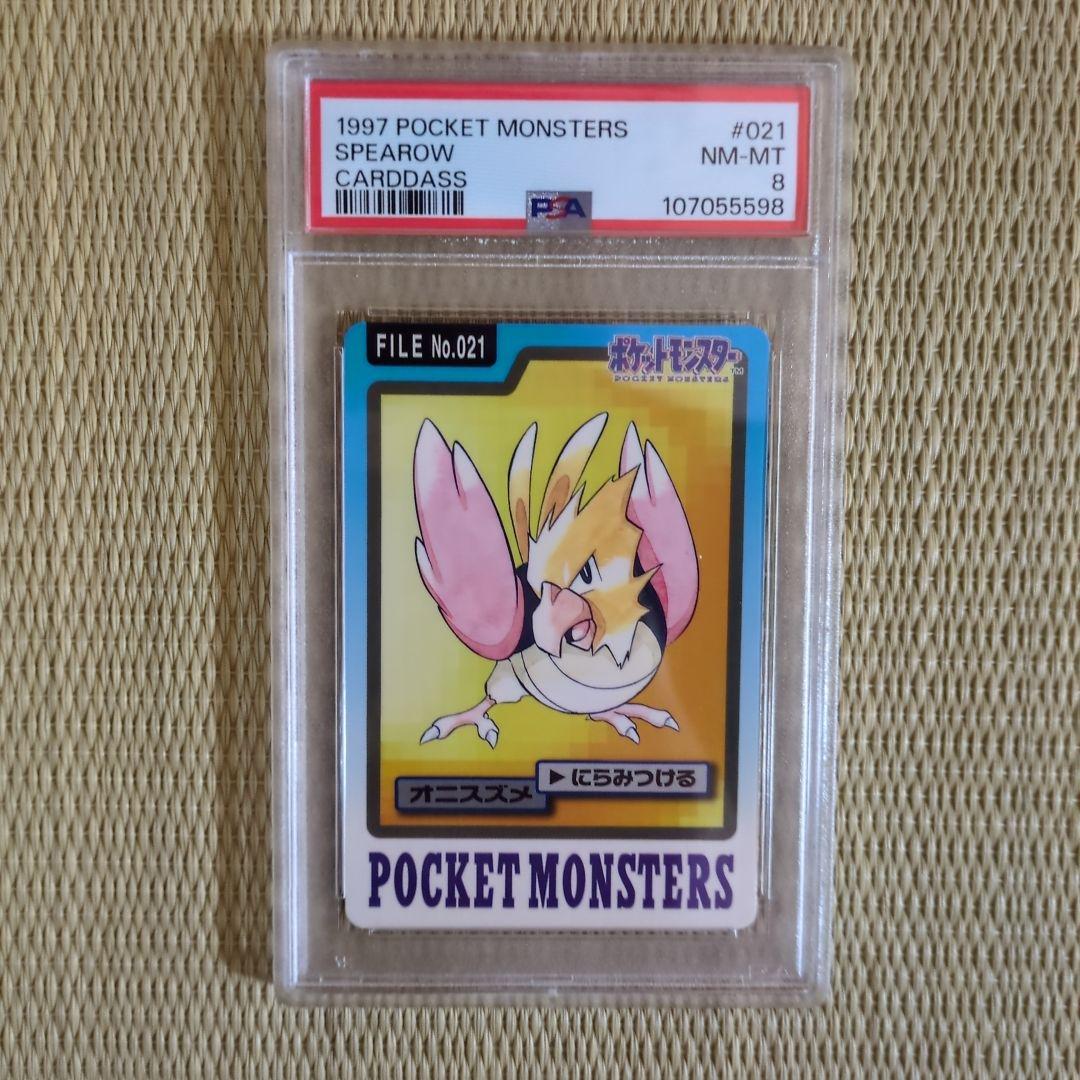 1997 POCKET MONSTERS #021
SPEAROW NM-MT
CARDDASS 8
PSA 107055598
FILE No.021
ポケットモンスター™
POCKET MONSTERS
▶にらみつける
オニスズメ
POCKET MONSTERS